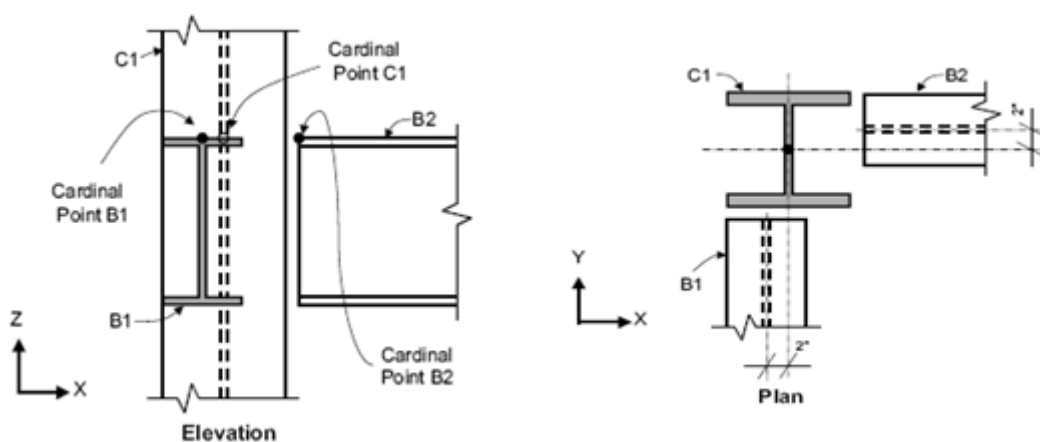 C1
Cardinal
Point C1
B2
Cardinal
Point B1
B1
Cardinal
Point B2
Z
X
Elevation
C1
B2
2"
B1
Y
X
2"
Plan